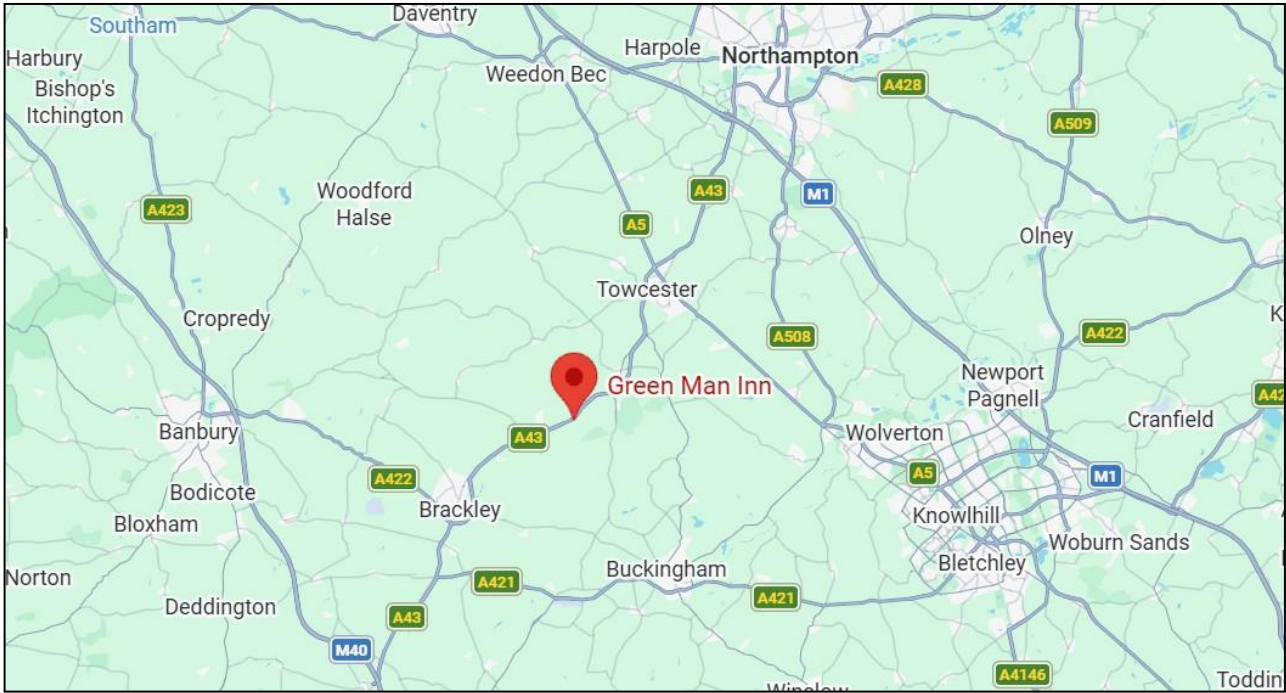 Daventry
Southam
Harbury
Harpole
Northampton
Weedon Bec
Bishop's
Itchington
A428
A509
Woodford
Halse
A43
M1
A423
A5
Olney
Towcester
Cropredy
A422
A508
Green Man Inn
Newport
Pagnell
Cranfield
Banbury
A43
Wolverton
A422
A5
M1
Bodicote
Brackley
Knowlhill
Bloxham
Woburn Sands
Bletchley
Buckingham
Norton
A421
A421
Deddington
A43
M40
A4146
Toddin